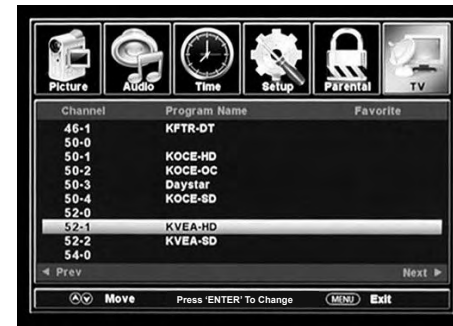 Picture Audio Time Setup Parental TV
Channel Program Name Favorite
46-1 KFTR-DT
50-0
50-1 KOCE-HD
50-2 KOCE-OC
50-3 Daystar
50-4 KOCE-SD
52-0
52-1 KVEA-HD
52-2 KVEA-SD
54-0
Prev Next
Move Press ‘ENTER’ To Change MENU Exit